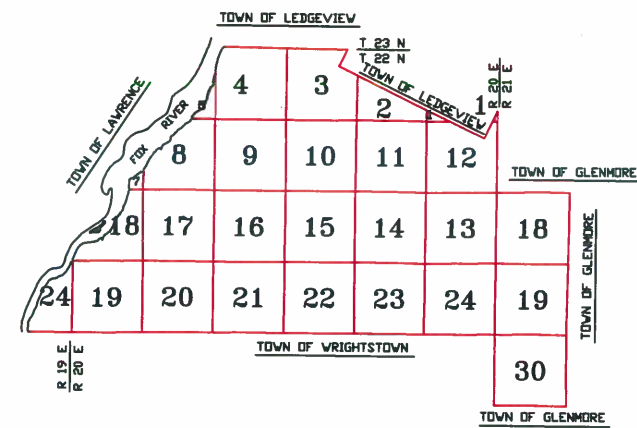 TOWN OF LEDGEVIEW
T 23 N
T 22 N
TOWN OF LEDGEVIEW
R 20 E
R 21 E
TOWN OF LAWRENCE
FOX RIVER
4 3 2 1
5
8 9 10 11 12
TOWN OF GLENMORE
7
18 17 16 15 14 13 18
TOWN OF GLENMORE
24 19 20 21 22 23 24 19
R 19 E
R 20 E
TOWN OF WRIGHTSTOWN
30
TOWN OF GLENMORE